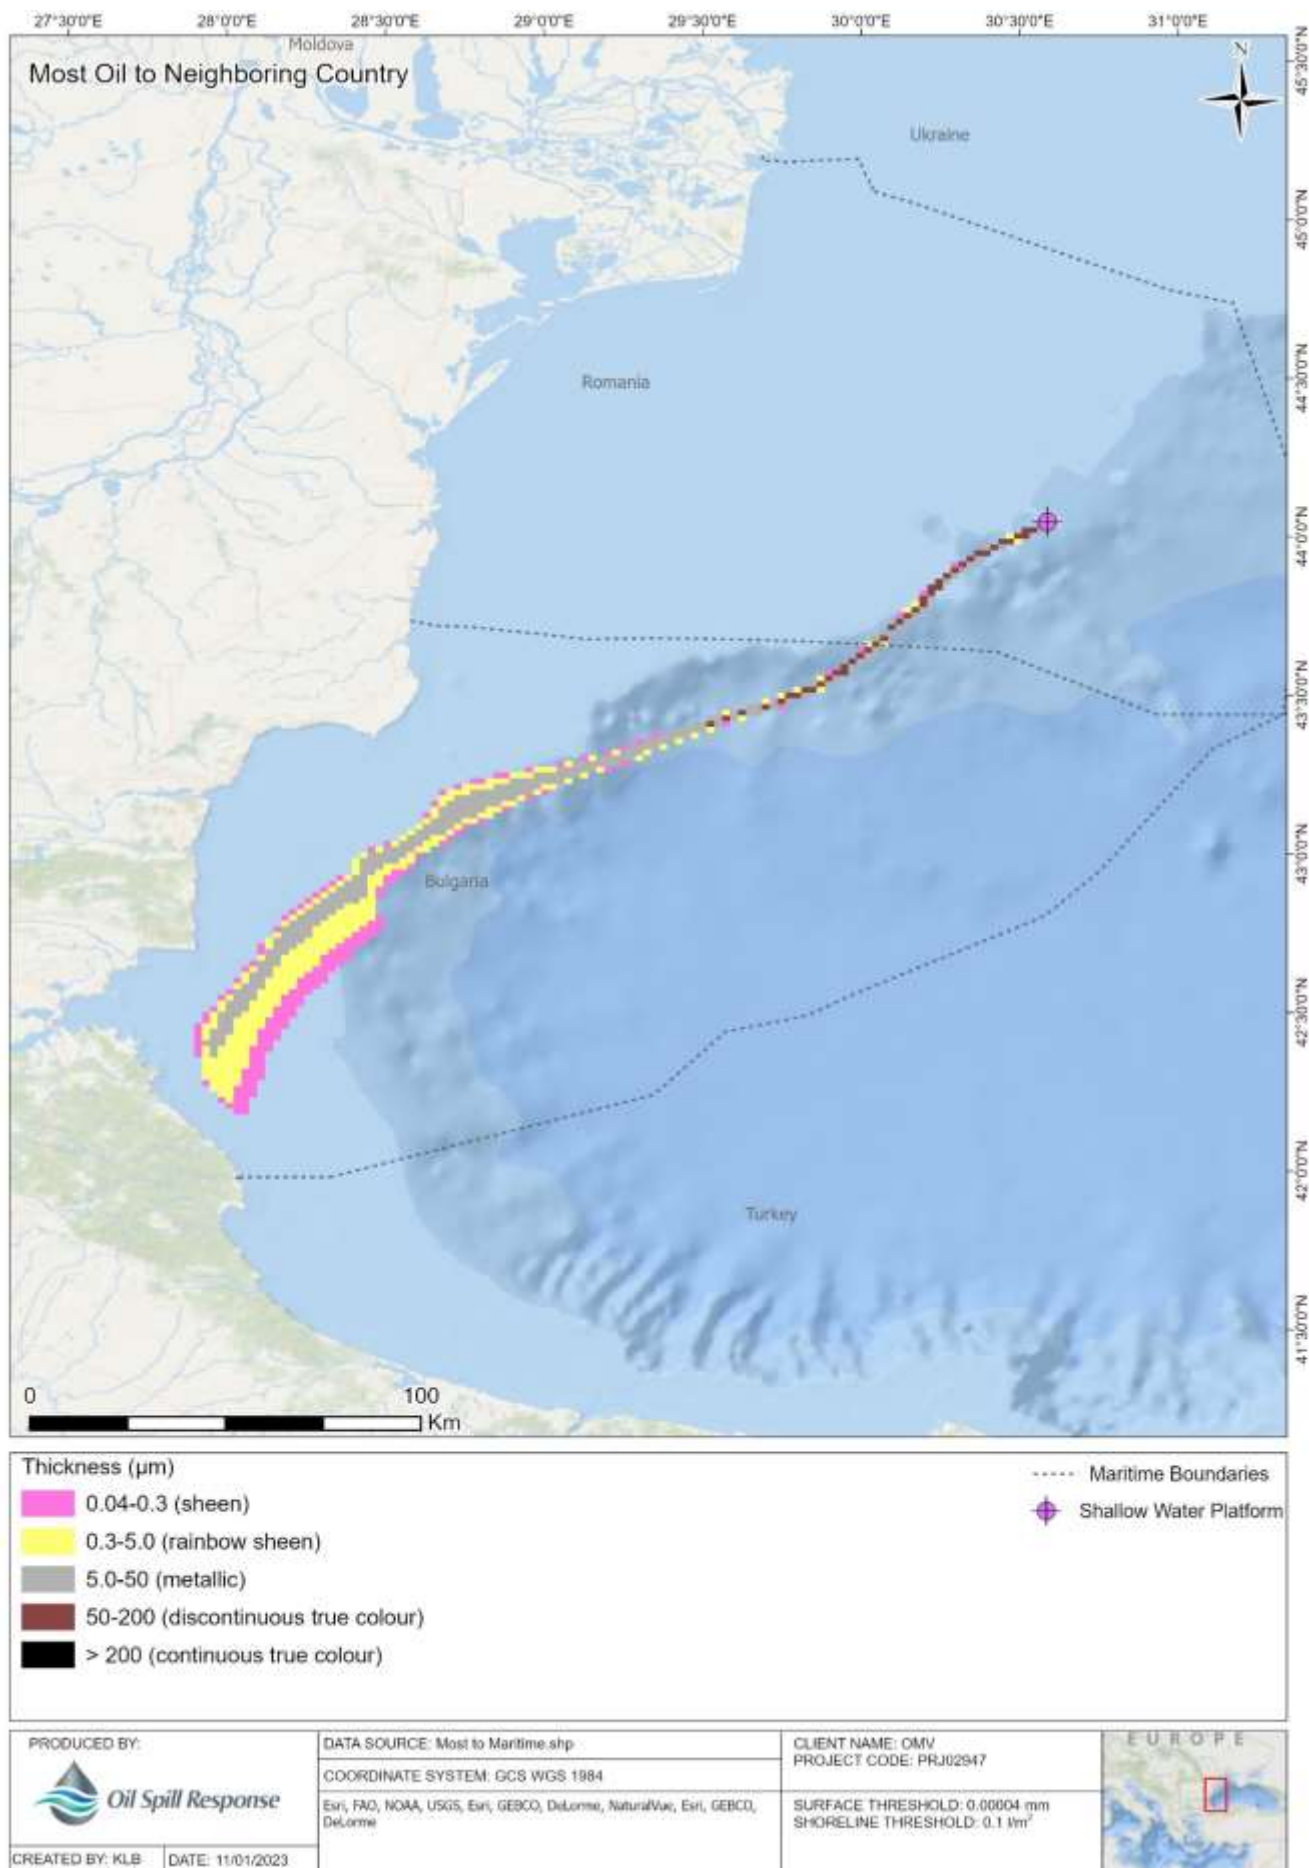 27°30'0"E 28°0'0"E 28°30'0"E 29°0'0"E 29°30'0"E 30°0'0"E 30°30'0"E 31°0'0"E
Moldova
Most Oil to Neighboring Country
N
Ukraine
45°30'0"N
45°0'0"N
Romania
44°30'0"N
44°0'0"N
43°30'0"N
43°0'0"N
Bulgaria
42°30'0"N
42°0'0"N
Turkey
41°30'0"N
0 100
Km
Thickness (µm)
0.04-0.3 (sheen)
0.3-5.0 (rainbow sheen)
5.0-50 (metallic)
50-200 (discontinuous true colour)
> 200 (continuous true colour)
Maritime Boundaries
Shallow Water Platform
PRODUCED BY:
Oil Spill Response
CREATED BY: KLB
DATE: 11/01/2023
DATA SOURCE: Most to Maritime.shp
COORDINATE SYSTEM: GCS WGS 1984
Esri, FAO, NOAA, USGS, Esri, GEBCO, DeLorme, NaturalVue, Esri, GEBCO,
DeLorme
CLIENT NAME: OMV
PROJECT CODE: PRJ02947
SURFACE THRESHOLD: 0.00004 mm
SHORELINE THRESHOLD: 0.1 l/m²
EUROPE